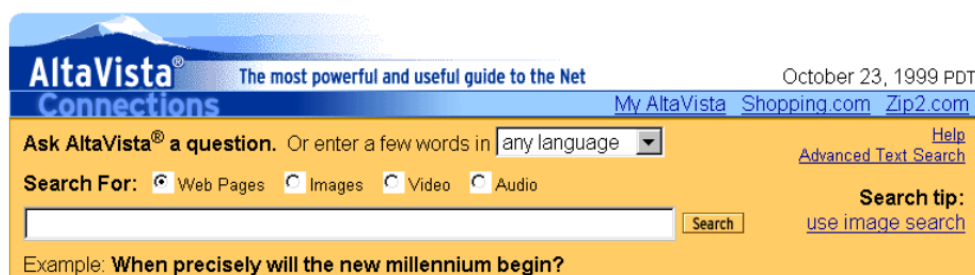 AltaVista® The most powerful and useful guide to the Net October 23, 1999 PDT
Connections My AltaVista Shopping.com Zip2.com
Ask AltaVista® a question. Or enter a few words in any language Help
Advanced Text Search
Search For: Web Pages Images Video Audio
Search tip:
Search use image search
Example: When precisely will the new millennium begin?